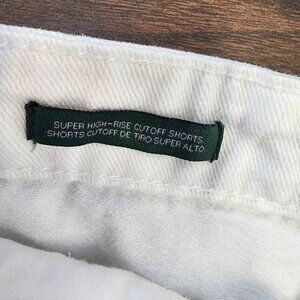 SUPER HIGH-RISE CUTOFF SHORTS
SHORTS CUTOFF DE TIRO SUPER ALTO